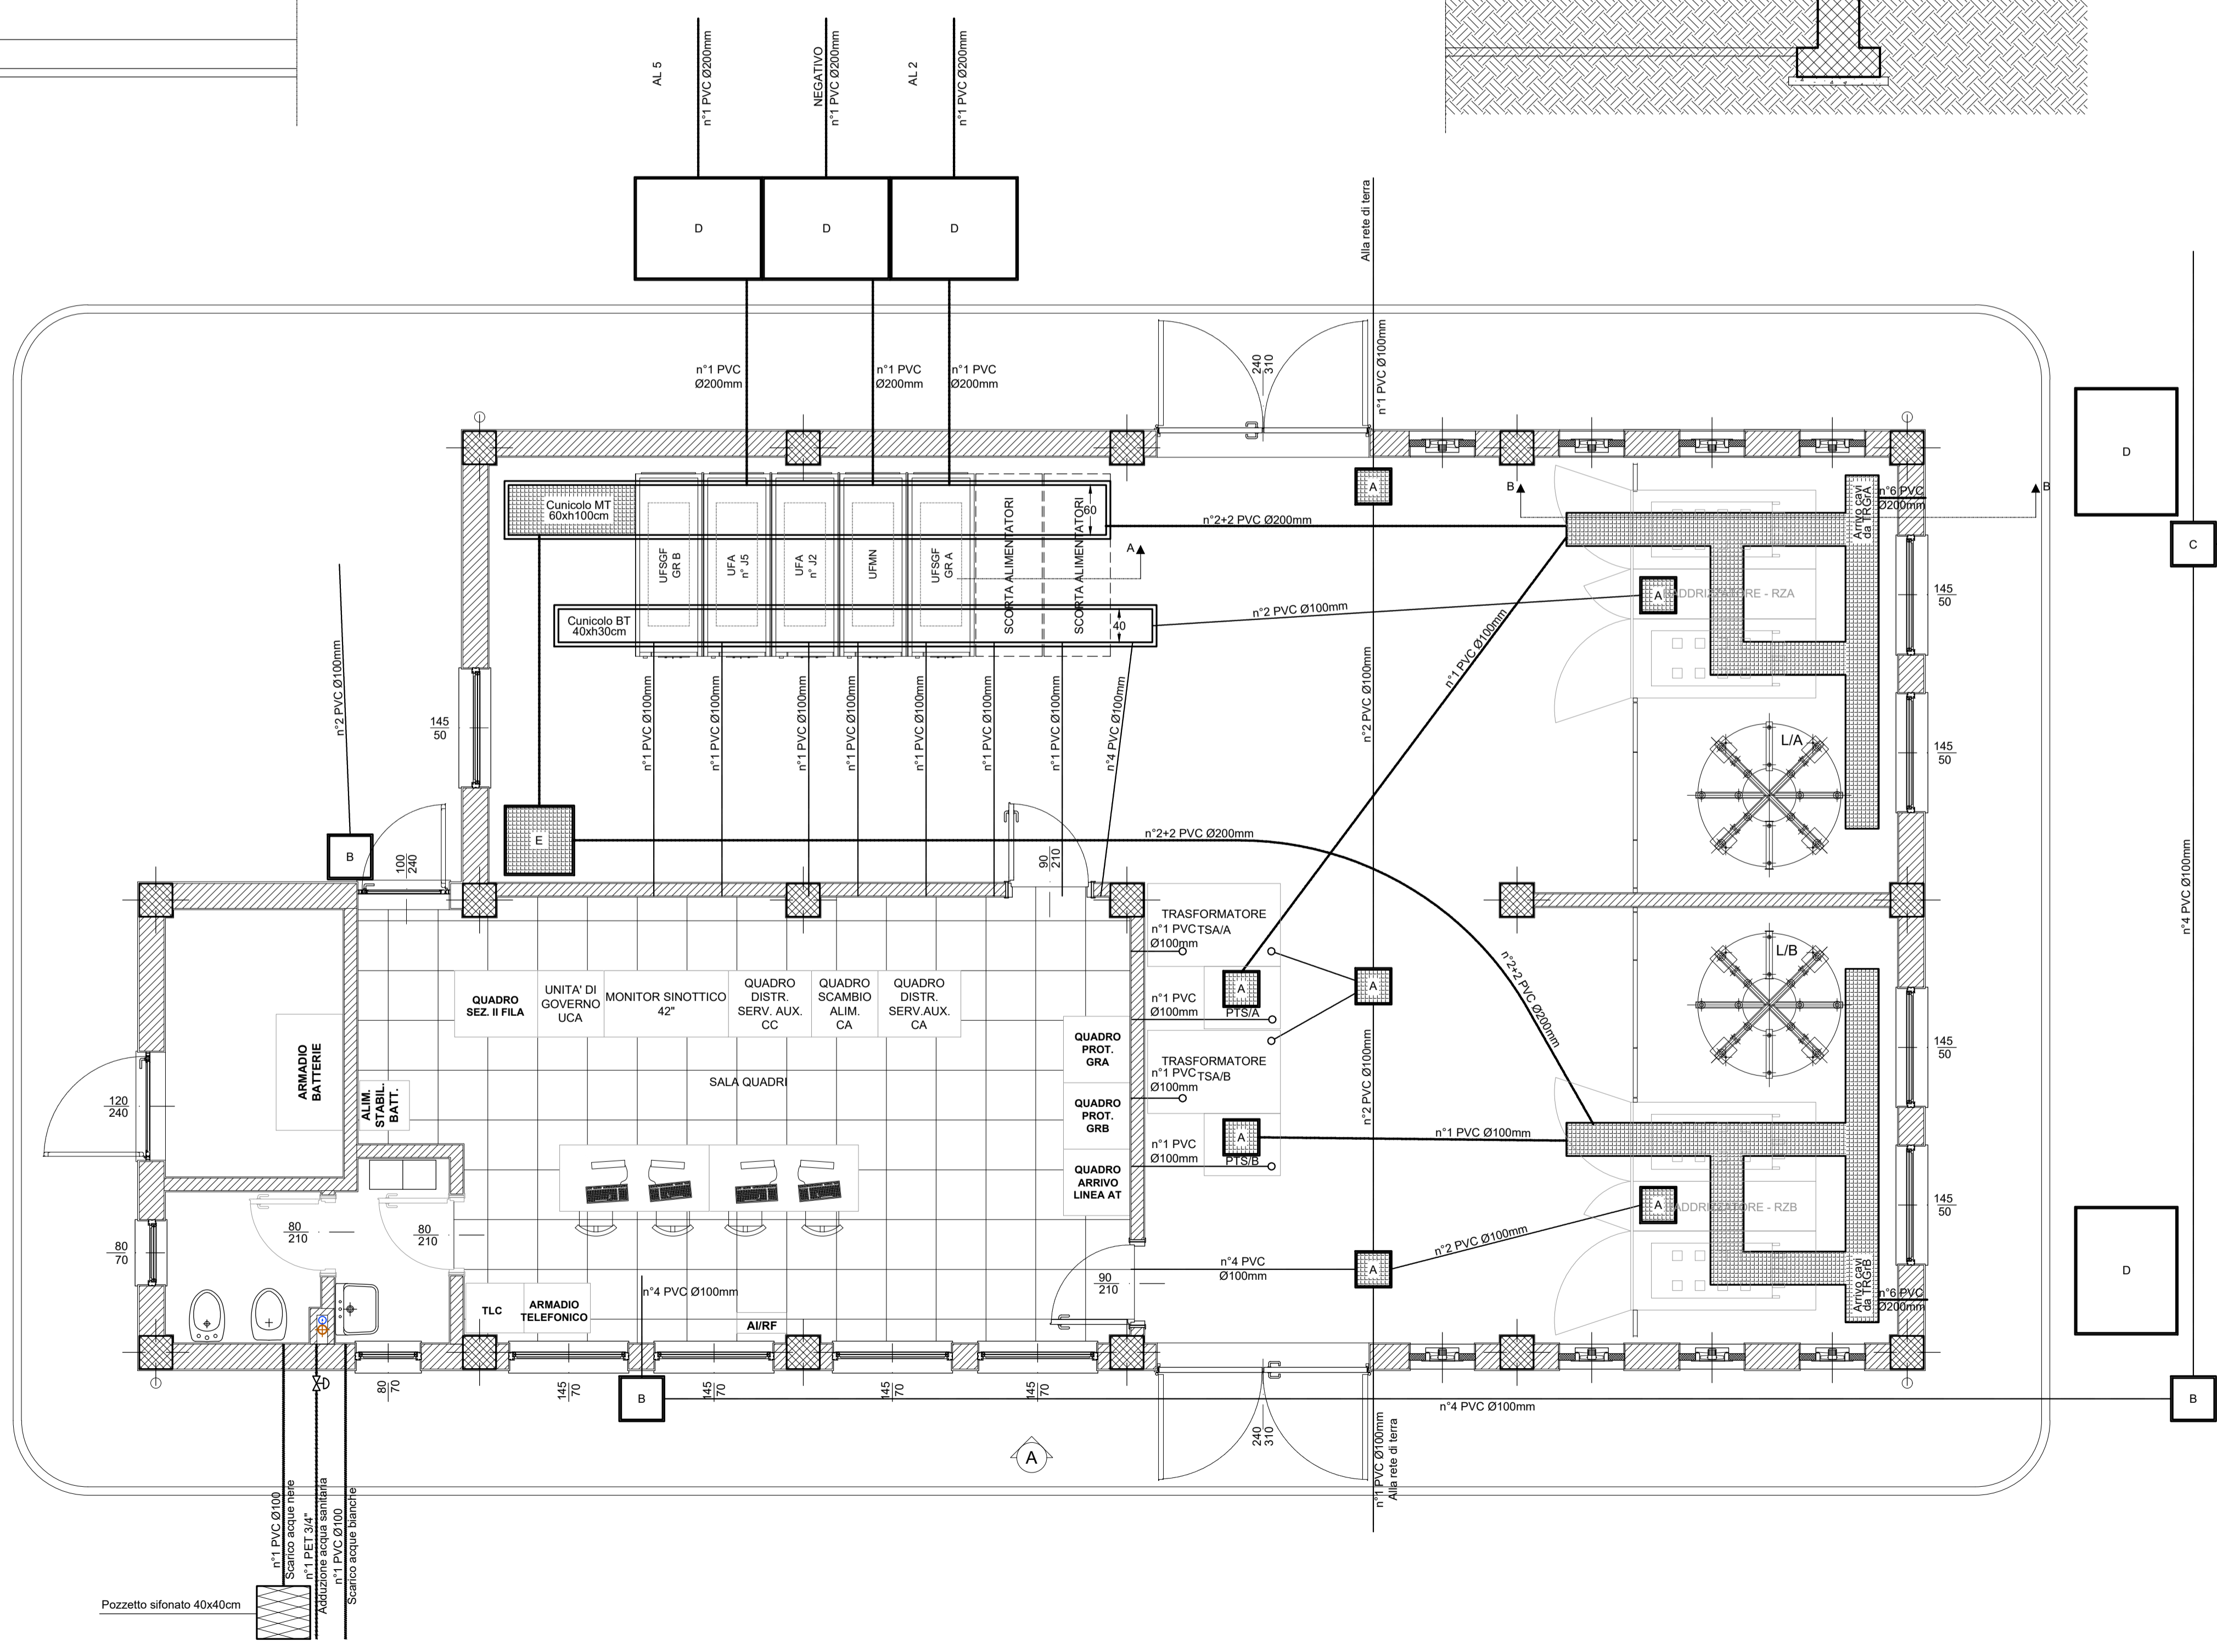 AL 5
n°1 PVC Ø200mm
NEGATIVO
n°1 PVC Ø200mm
AL 2
n°1 PVC Ø200mm
D
D
D
Alla rete di terra
n°1 PVC Ø100mm
n°1 PVC
Ø200mm
n°1 PVC
Ø200mm
n°1 PVC
Ø200mm
240
310
D
C
n°4 PVC Ø100mm
Cunicolo MT
60xh100cm
60
UFSGF
GR B
UFA
n° J5
UFA
n° J2
UFMN
UFSGF
GR A
SCORTA ALIMENTATORI
SCORTA ALIMENTATORI
A
A
n°2+2 PVC Ø200mm
B
B
Arrivo cavi
da TRGrA
n°6 PVC
Ø200mm
Cunicolo BT
40xh30cm
40
n°2 PVC Ø100mm
A
RADDRIZZATORE - RZA
145
50
n°2 PVC Ø100mm
145
50
n°1 PVC Ø100mm
n°1 PVC Ø100mm
n°1 PVC Ø100mm
n°1 PVC Ø100mm
n°1 PVC Ø100mm
n°1 PVC Ø100mm
n°1 PVC Ø100mm
n°4 PVC Ø100mm
n°2 PVC Ø100mm
n°1 PVC Ø100mm
L/A
145
50
B
100
240
E
n°2+2 PVC Ø200mm
90
210
TRASFORMATORE
TSA/A
n°1 PVC
Ø100mm
L/B
n°2+2 PVC Ø200mm
QUADRO
SEZ. II FILA
UNITA' DI
GOVERNO
UCA
MONITOR SINOTTICO
42"
QUADRO
DISTR.
SERV. AUX.
CC
QUADRO
SCAMBIO
ALIM.
CA
QUADRO
DISTR.
SERV.AUX.
CA
A
A
PTS/A
n°1 PVC
Ø100mm
145
50
ARMADIO
BATTERIE
ALIM.
STABIL.
BATT.
SALA QUADRI
QUADRO
PROT.
GRA
QUADRO
PROT.
GRB
QUADRO
ARRIVO
LINEA AT
TRASFORMATORE
TSA/B
n°1 PVC
Ø100mm
n°2 PVC Ø100mm
120
240
A
PTS/B
n°1 PVC
Ø100mm
n°1 PVC Ø100mm
A
RADDRIZZATORE - RZB
145
50
D
80
210
80
210
80
70
n°2 PVC Ø100mm
n°4 PVC
Ø100mm
A
90
210
Arrivo cavi
da TRGrB
n°6 PVC
Ø200mm
n°4 PVC Ø100mm
TLC
ARMADIO
TELEFONICO
AI/RF
80
70
145
70
B
145
70
145
70
145
70
n°4 PVC Ø100mm
B
240
310
n°1 PVC Ø100mm
Alla rete di terra
A
n°1 PVC Ø100
Scarico acque nere
n°1 PET 3/4"
Adduzione acqua sanitaria
n°1 PVC Ø100
Scarico acque bianche
Pozzetto sifonato 40x40cm